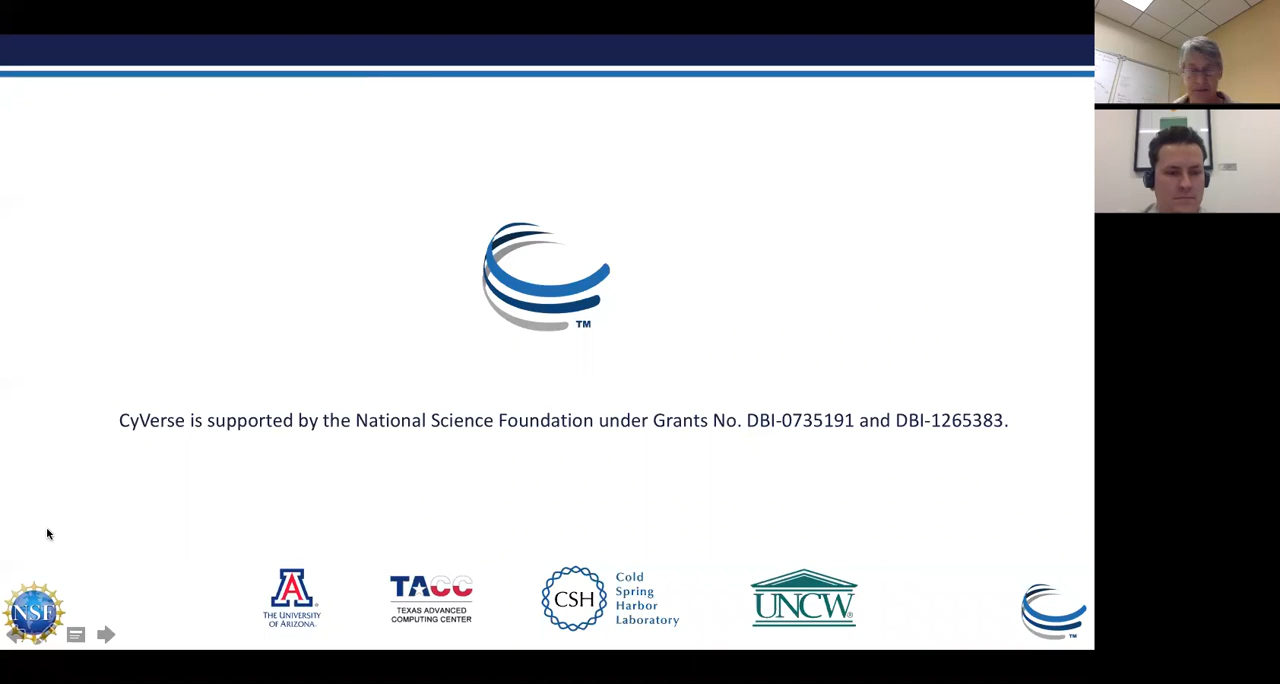 TM
CyVerse is supported by the National Science Foundation under Grants No. DBI-0735191 and DBI-1265383.
NSF
THE UNIVERSITY
OF ARIZONA.
TACC
TEXAS ADVANCED
COMPUTING CENTER
CSH
Cold
Spring
Harbor
Laboratory
UNCW
TM